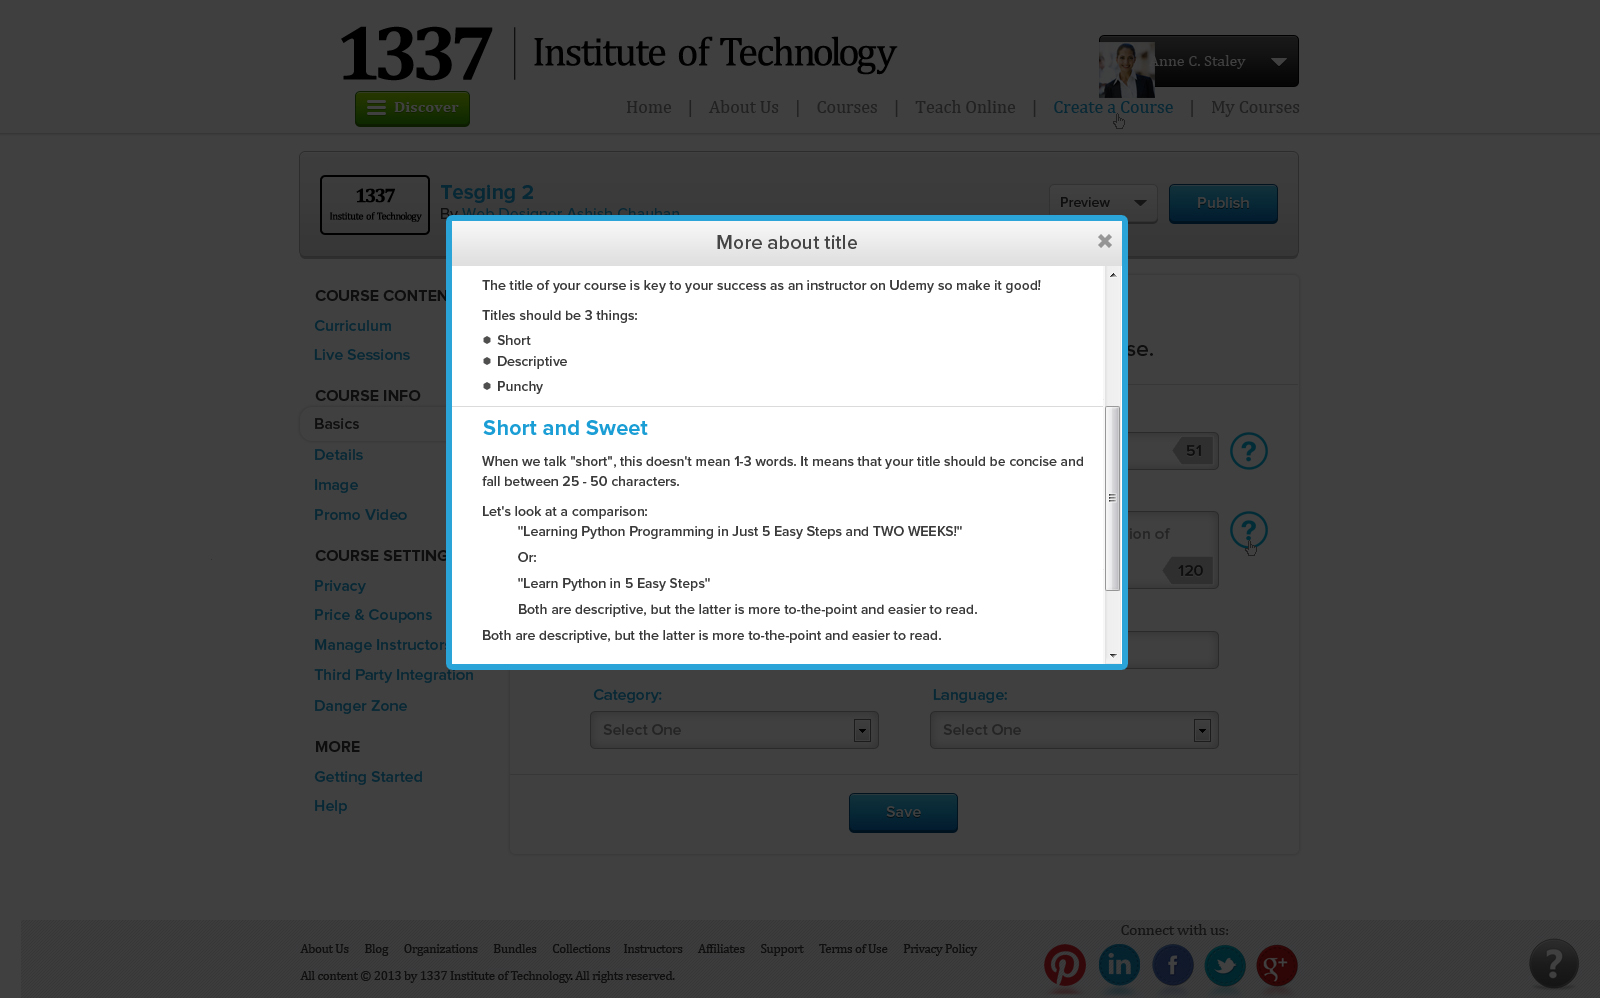 1337 | Institute of Technology
Anne C. Staley
Discover
Home | About Us | Courses | Teach Online | Create a Course | My Courses
1337
Institute of Technology
Tesging 2
By Web Designer Ashish Chauhan
Preview
Publish
More about title
The title of your course is key to your success as an instructor on Udemy so make it good!
Titles should be 3 things:
Short
Descriptive
Punchy
Short and Sweet
When we talk "short", this doesn't mean 1-3 words. It means that your title should be concise and
fall between 25 - 50 characters.
Let's look at a comparison:
"Learning Python Programming in Just 5 Easy Steps and TWO WEEKS!"
Or:
"Learn Python in 5 Easy Steps"
Both are descriptive, but the latter is more to-the-point and easier to read.
Both are descriptive, but the latter is more to-the-point and easier to read.
COURSE CONTEN
Curriculum
Live Sessions
COURSE INFO
Basics
Details
Image
Promo Video
COURSE SETTING
Privacy
Price & Coupons
Manage Instructors
Third Party Integration
Danger Zone
MORE
Getting Started
Help
se.
51
?
ion of
120
?
Category:
Select One
Language:
Select One
Save
About Us Blog Organizations Bundles Collections Instructors Affiliates Support Terms of Use Privacy Policy
All content © 2013 by 1337 Institute of Technology. All rights reserved.
Connect with us:
in
f
g+
?